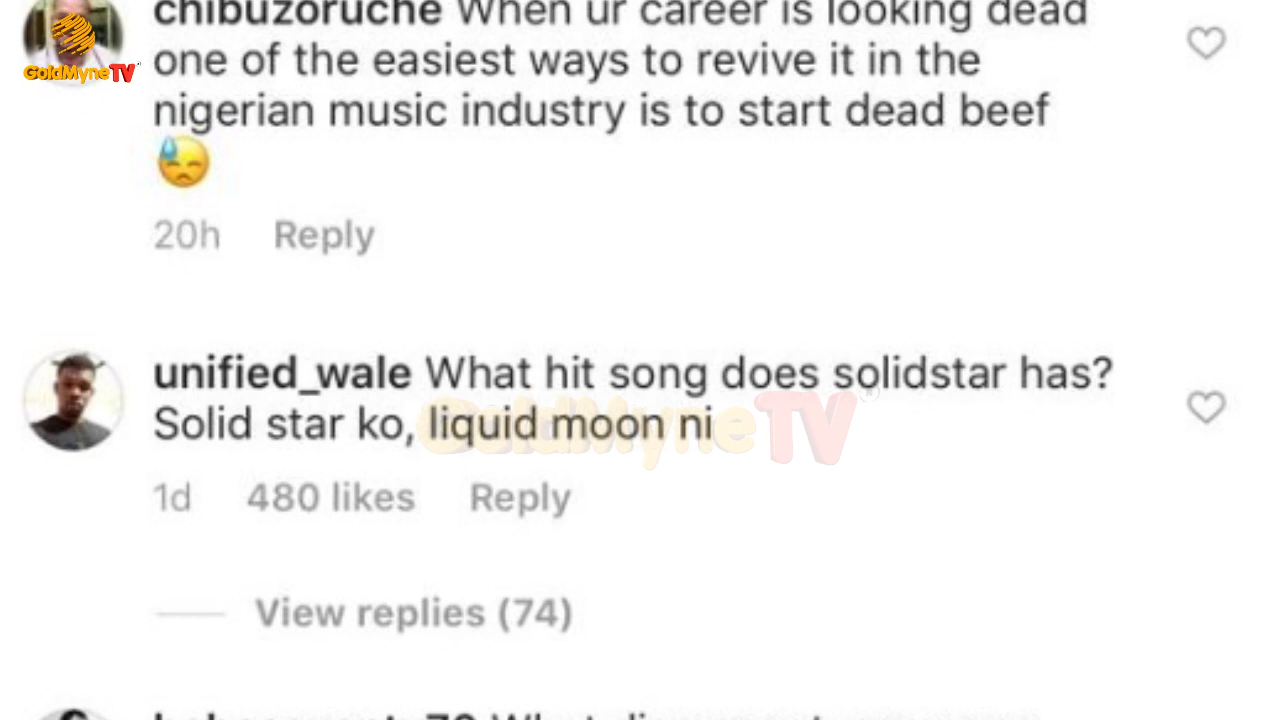 GoldMyneTV
chibuzoruche When ur career is looking dead
one of the easiest ways to revive it in the
nigerian music industry is to start dead beef
20h Reply
unified_wale What hit song does solidstar has?
Solid star ko, liquid moon ni
GoldMyneTV
1d 480 likes Reply
View replies (74)